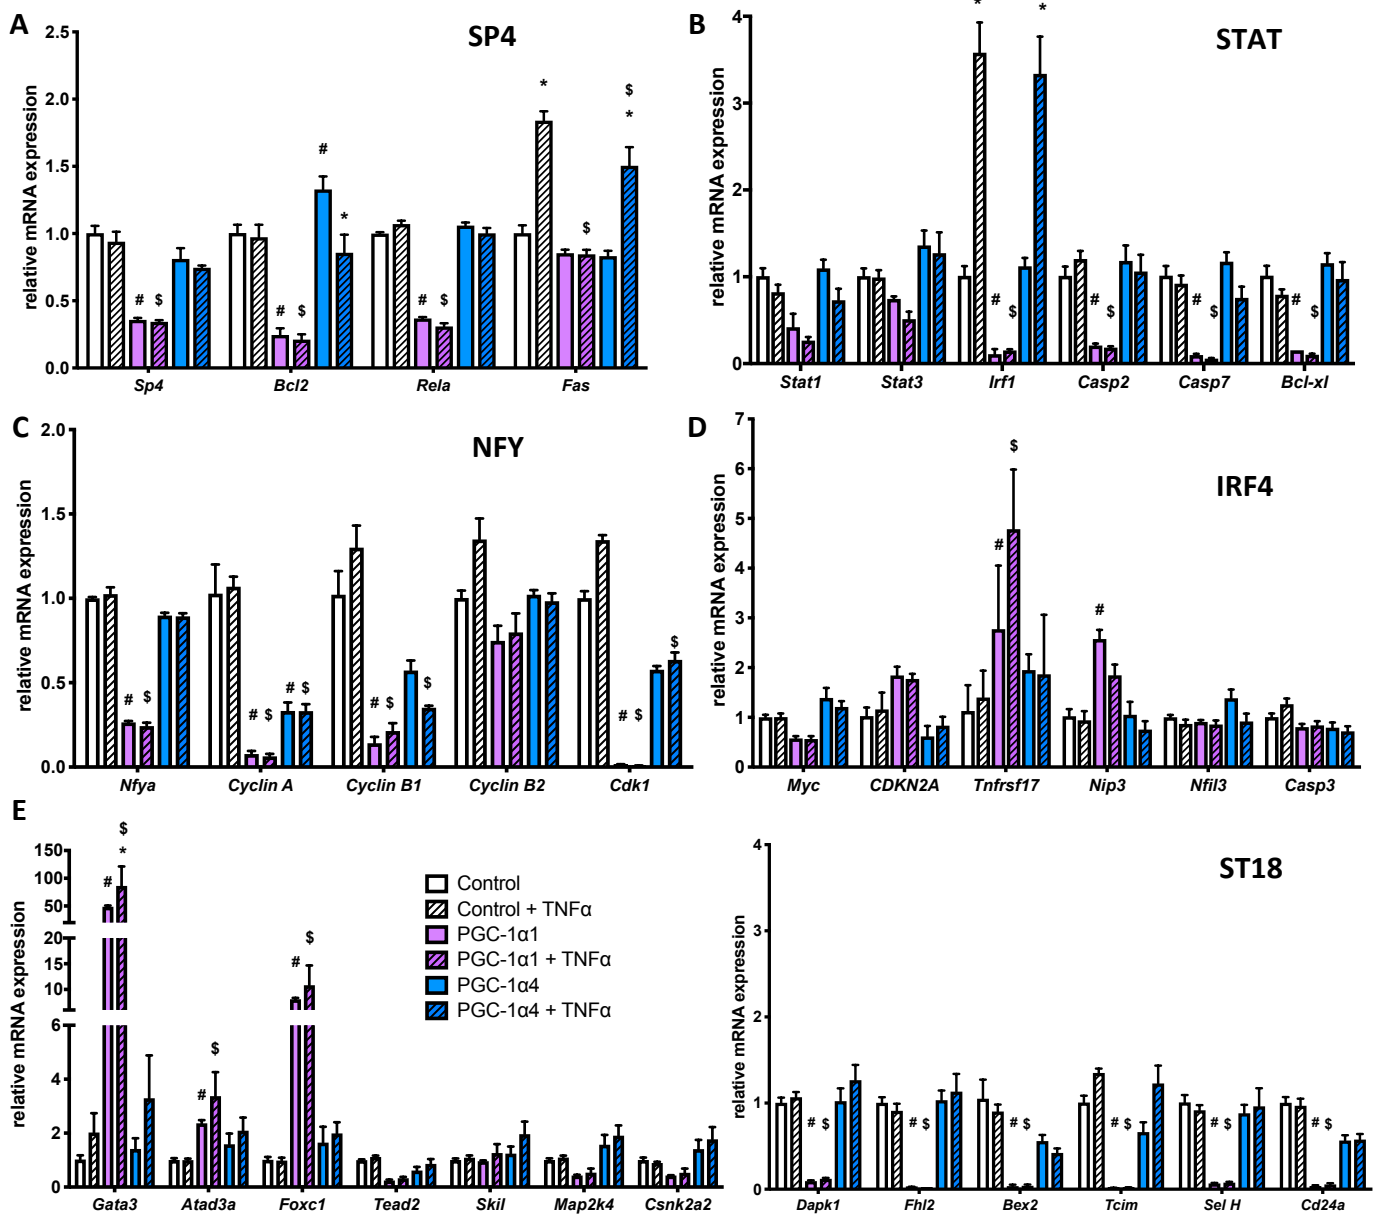 A
SP4
relative mRNA expression
2.5
2.0
1.5
1.0
0.5
0.0
# $ # $ # * # $ * $ $ *
Sp4 Bcl2 Rela Fas
B
STAT
relative mRNA expression
4
3
2
1
0
* # $ * # $ # $ # $
Stat1 Stat3 Irf1 Casp2 Casp7 Bcl-xl
C
NFY
relative mRNA expression
2.0
1.5
1.0
0.5
0.0
# $ # $ # $ # $ $ # $ $
Nfya Cyclin A Cyclin B1 Cyclin B2 Cdk1
D
IRF4
relative mRNA expression
7
6
5
4
3
2
1
0
# $ #
Myc CDKN2A Tnfrsf17 Nip3 Nfil3 Casp3
E
relative mRNA expression
150
100
50
20
15
10
6
4
2
0
# $ * # $ # $
Gata3 Atad3a Foxc1 Tead2 Skil Map2k4 Csnk2a2
Control
Control + TNFα
PGC-1α1
PGC-1α1 + TNFα
PGC-1α4
PGC-1α4 + TNFα
ST18
relative mRNA expression
4
3
2
1
0
# $ # $ # $ # $ # $ # $
Dapk1 Fhl2 Bex2 Tcim Sel H Cd24a